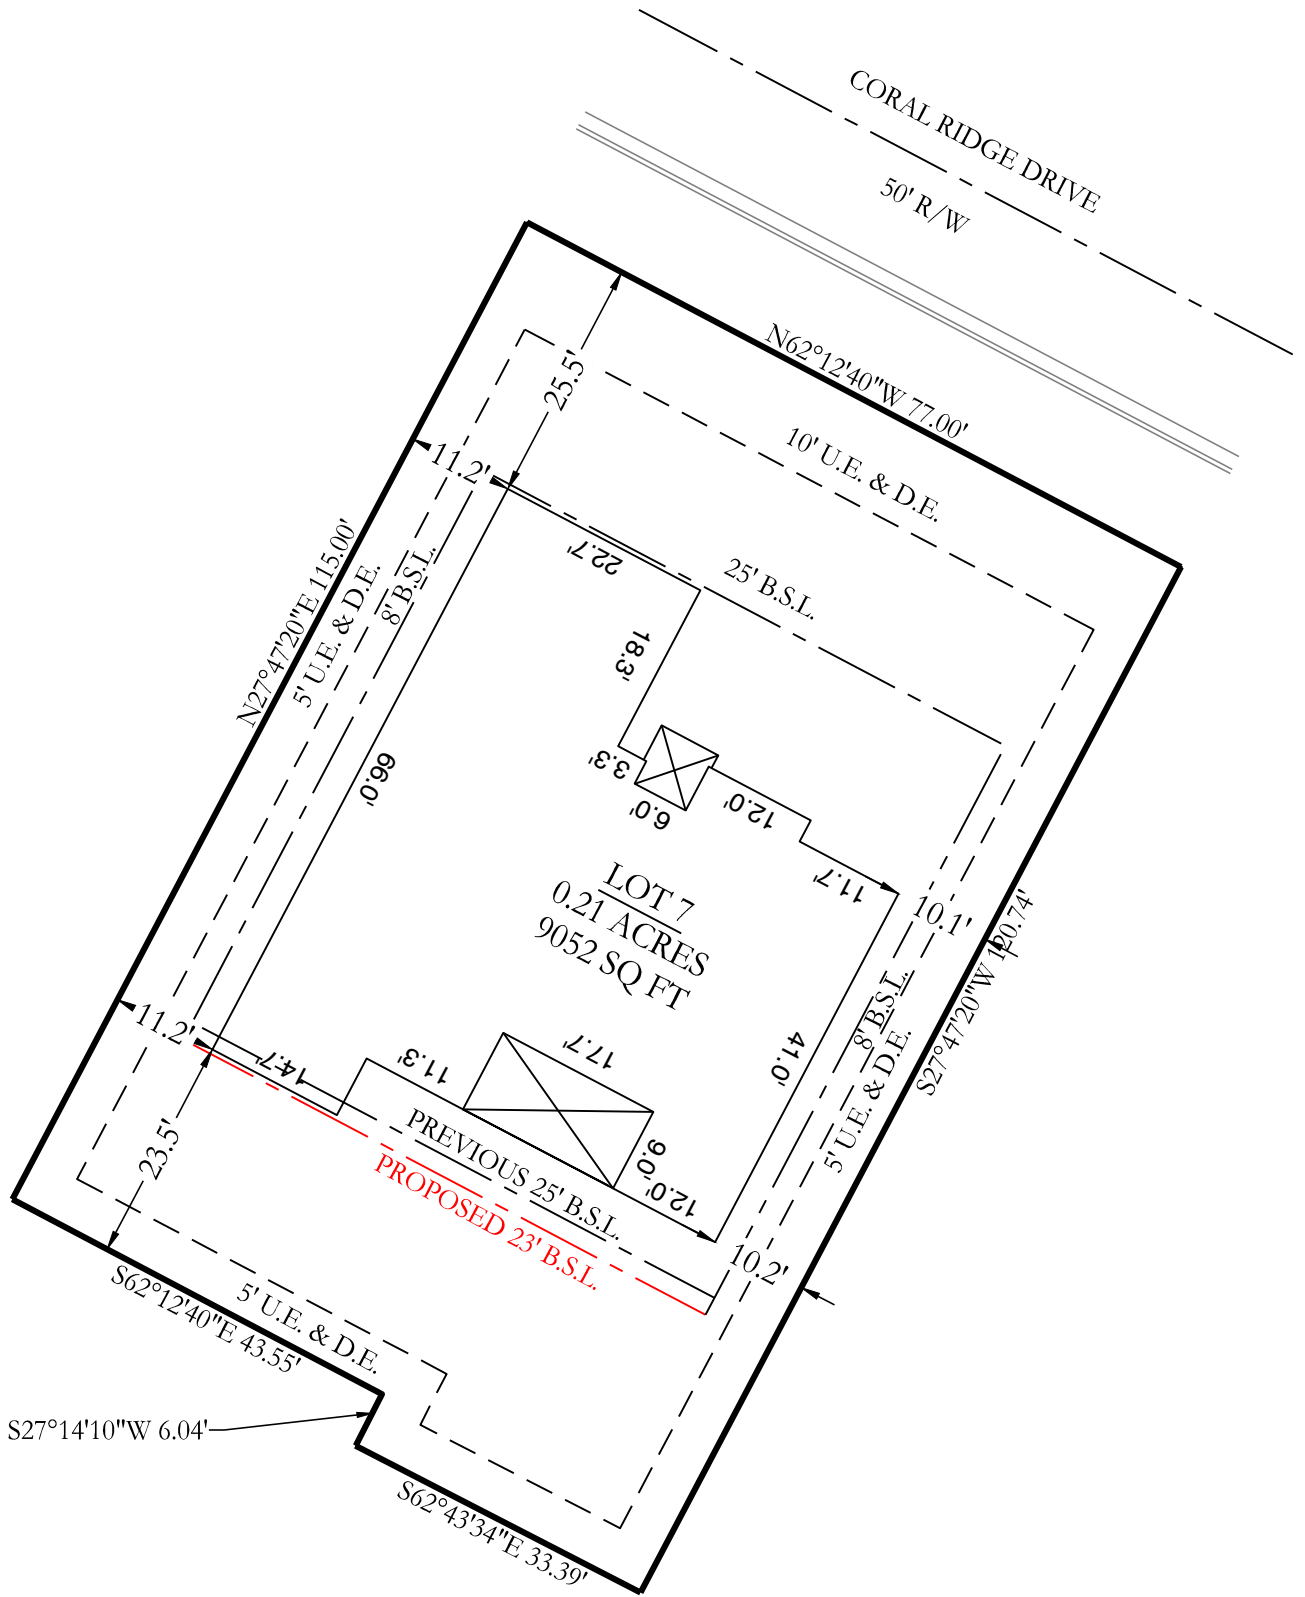 CORAL RIDGE DRIVE
50' R/W
N62°12'40"W 77.00'
25.5'
10' U.E. & D.E.
11.2'
22.7'
25' B.S.L.
N27°47'20"E 115.00'
5' U.E. & D.E.
8' B.S.L.
18.3'
66.0'
3.3'
6.0'
12.0'
11.7'
LOT 7
0.21 ACRES
9052 SQ FT
10.1'
S27°47'20"W 120.74'
8' B.S.L.
5' U.E. & D.E.
41.0'
11.2'
14.7'
11.3'
17.7'
9.0'
12.0'
PREVIOUS 25' B.S.L.
PROPOSED 23' B.S.L.
23.5'
10.2'
S62°12'40"E 43.55'
5' U.E. & D.E.
S27°14'10"W 6.04'
S62°43'34"E 33.39'